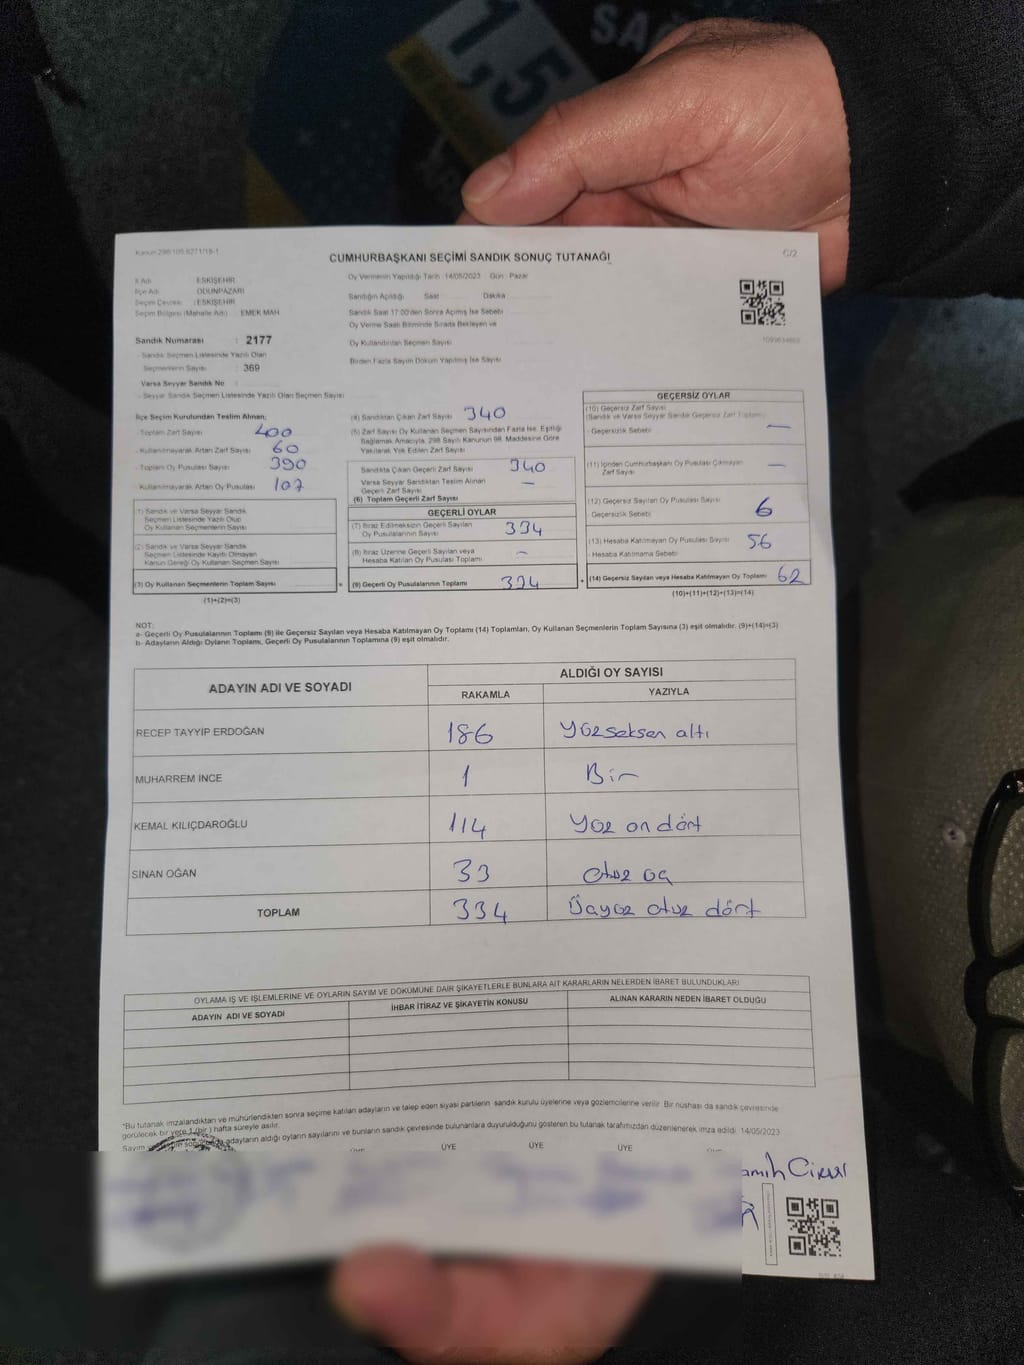 1,5
SAĞ
Kanun 298.105.6271/18-1
CUMHURBAŞKANI SEÇİMİ SANDIK SONUÇ TUTANAĞI
C/2
İl Adı : ESKİŞEHİR
İlçe Adı : ODUNPAZARI
Seçim Çevresi : ESKİŞEHİR
Seçim Bölgesi (Mahalle Adı) : EMEK MAH
Sandık Numarası : 2177
- Sandık Seçmen Listesinde Yazılı Olan
Seçmenlerin Sayısı : 369
Varsa Seyyar Sandık No :
- Seyyar Sandık Seçmen Listesinde Yazılı Olan Seçmen Sayısı
Oy Vermenin Yapıldığı Tarih : 14/05/2023 Gün : Pazar
Sandığın Açıldığı Saat Dakika
Sandık Saat 17:00'den Sonra Açımış İse Sebebi
Oy Verme Saati Bitiminde Sırada Bekleyen ve
Oy Kullandırılan Seçmen Sayısı
Birden Fazla Sayım Döküm Yapılmış İse Sayısı
İlçe Seçim Kurulundan Teslim Alınan;
- Toplam Zarf Sayısı 400
- Kullanılmayarak Artan Zarf Sayısı 60
- Toplam Oy Pusulası Sayısı 390
- Kullanılmayarak Artan Oy Pusulası
(1) Sandık ve Varsa Seyyar Sandık
Seçmen Listesinde Yazılı Olup
Oy Kullanan Seçmenlerin Sayısı
(2) Sandık ve Varsa Seyyar Sandık
Seçmen Listesinde Kayıtlı Olmayan
Kanun Gereği Oy Kullanan Seçmenlerin Sayısı
(3) Oy Kullanan Seçmenlerin Toplam Sayısı =
(1)+(2)=(3)
(4) Sandıktan Çıkan Zarf Sayısı 340
(5) Zarf Sayısı Oy Kullanan Seçmen Sayısından Fazla İse, Eşitliği
Bağlamak Amacıyla, 298 Sayılı Kanunun 98. Maddesine Göre
Yakılarak Yok Edilen Zarf Sayısı
Sandıkta Çıkan Geçerli Zarf Sayısı 340
Varsa Seyyar Sandıktan Teslim Alınan
Geçerli Zarf Sayısı –
(6) Toplam Geçerli Zarf Sayısı
GEÇERLİ OYLAR
(7) İtiraz Edilmeksizin Geçerli Sayılan
Oy Pusulalarının Sayısı 334
(8) İtiraz Üzerine Geçerli Sayılan veya
Hesaba Katılan Oy Pusulası Toplamı –
(9) Geçerli Oy Pusulalarının Toplamı 334 +
GEÇERSİZ OYLAR
(10) Geçersiz Zarf Sayısı
(Sandık ve Varsa Seyyar Sandık Geçersiz Zarf Toplamı)
- Geçersizlik Sebebi –
(11) İçinden Cumhurbaşkanı Oy Pusulası Çıkmayan
Zarf Sayısı –
(12) Geçersiz Sayılan Oy Pusulası Sayısı 6
- Geçersizlik Sebebi
(13) Hesaba Katılmayan Oy Pusulası Sayısı 56
- Hesaba Katılmama Sebebi
(14) Geçersiz Sayılan veya Hesaba Katılmayan Oy Toplamı 62
(10)+(11)+(12)+(13)=(14)
NOT:
a- Geçerli Oy Pusulalarının Toplamı (9) ile Geçersiz Sayılan veya Hesaba Katılmayan Oy Toplamı (14) Toplamları, Oy Kullanan Seçmenlerin Toplam Sayısına (3) eşit olmalıdır. (9)+(14)=(3)
b- Adayların Aldığı Oyların Toplamı, Geçerli Oy Pusulalarının Toplamına (9) eşit olmalıdır.
ADAYIN ADI VE SOYADI ALDIĞI OY SAYISI
RAKAMLA YAZIYLA
RECEP TAYYİP ERDOĞAN 186 Yüzseksen altı
MUHARREM İNCE 1 Bir
KEMAL KILIÇDAROĞLU 114 Yüz on dört
SİNAN OĞAN 33 Otuz üç
TOPLAM 334 Üçyüz otuz dört
OYLAMA İŞ VE İŞLEMLERİNE VE OYLARIN SAYIM VE DÖKÜMÜNE DAİR ŞİKAYETLERLE BUNLARA AİT KARARLARIN NELERDEN İBARET BULUNDUKLARI
ADAYIN ADI VE SOYADI İHBAR İTİRAZ VE ŞİKAYETİN KONUSU ALINAN KARARIN NEDEN İBARET OLDUĞU
*Bu tutanak imzalandıktan ve mühürlendikten sonra seçime katılan adayların ve talep eden siyasi partilerin sandık kurulu üyelerine veya gözlemcilerine verilir. Bir nüshası da sandık çevresinde
görülecek bir yere 1 (bir) hafta süreyle asılır.
Sayım adayların aldığı oyların sayılarını ve bunların sandık çevresinde bulunanlara duyurulduğunu gösteren bu tutanak tarafımızdan düzenlenerek imza edildi. 14/05/2023
ÜYE ÜYE ÜYE